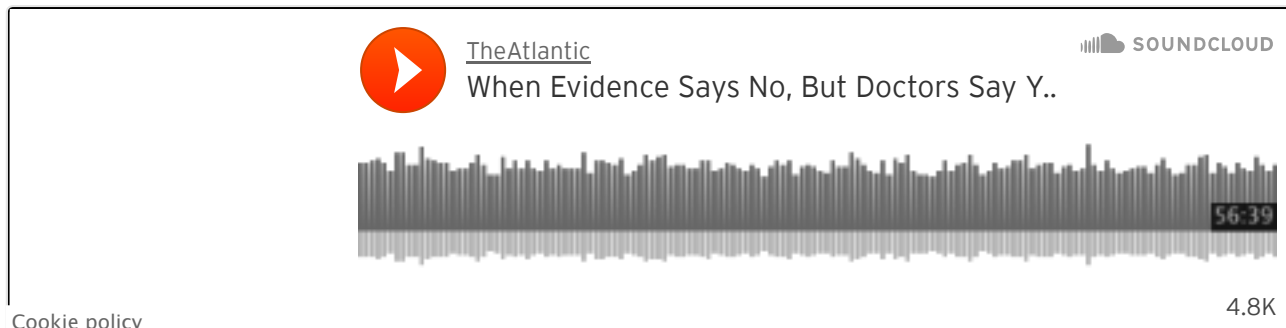 TheAtlantic
SOUNDCLOUD
When Evidence Says No, But Doctors Say Y..
56:39
4.8K
Cookie policy